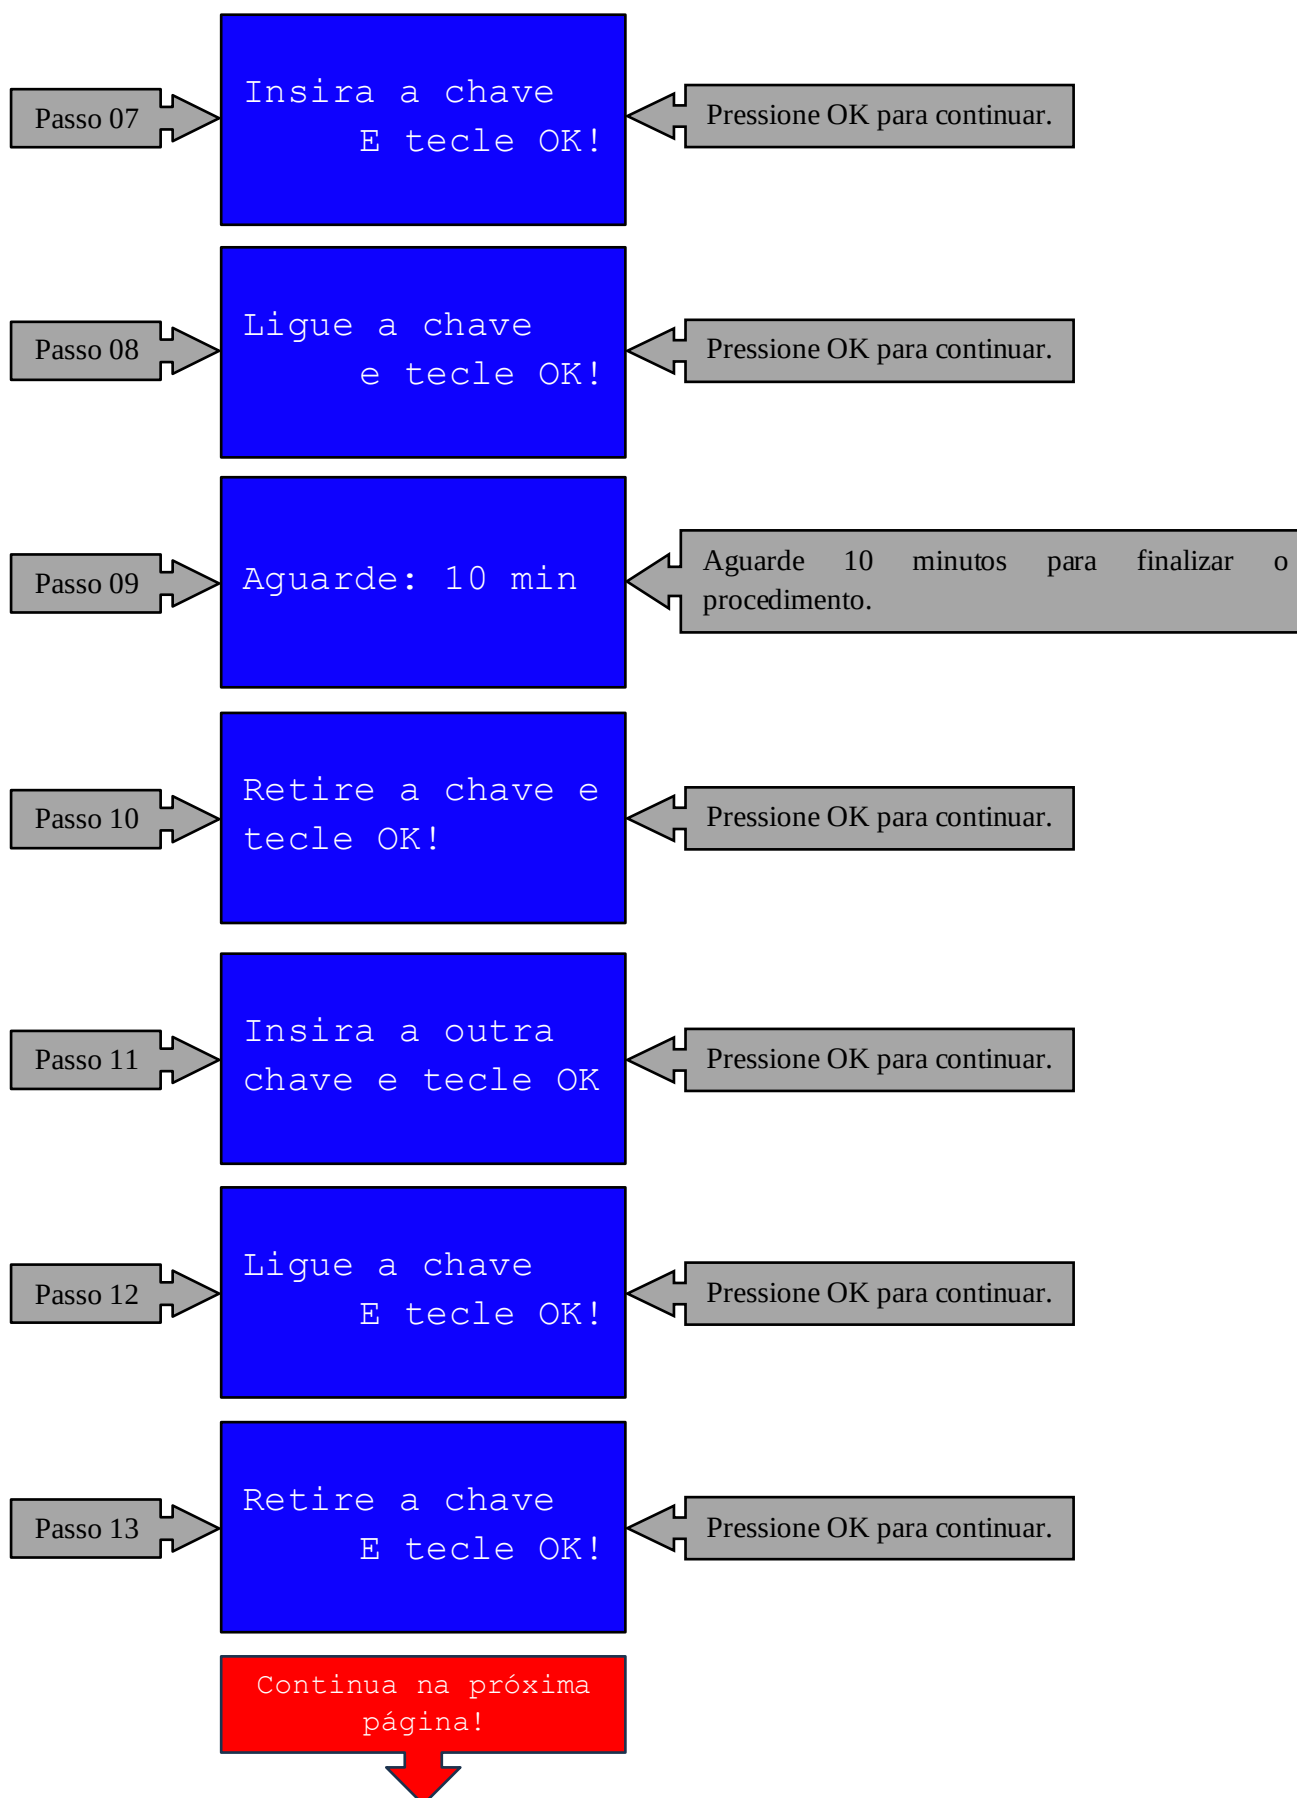 Passo 07
Insira a chave
E tecle OK!
Pressione OK para continuar.
Passo 08
Ligue a chave
e tecle OK!
Pressione OK para continuar.
Passo 09
Aguarde: 10 min
Aguarde 10 minutos para finalizar o
procedimento.
Passo 10
Retire a chave e
tecle OK!
Pressione OK para continuar.
Passo 11
Insira a outra
chave e tecle OK
Pressione OK para continuar.
Passo 12
Ligue a chave
E tecle OK!
Pressione OK para continuar.
Passo 13
Retire a chave
E tecle OK!
Pressione OK para continuar.
Continua na próxima
página!